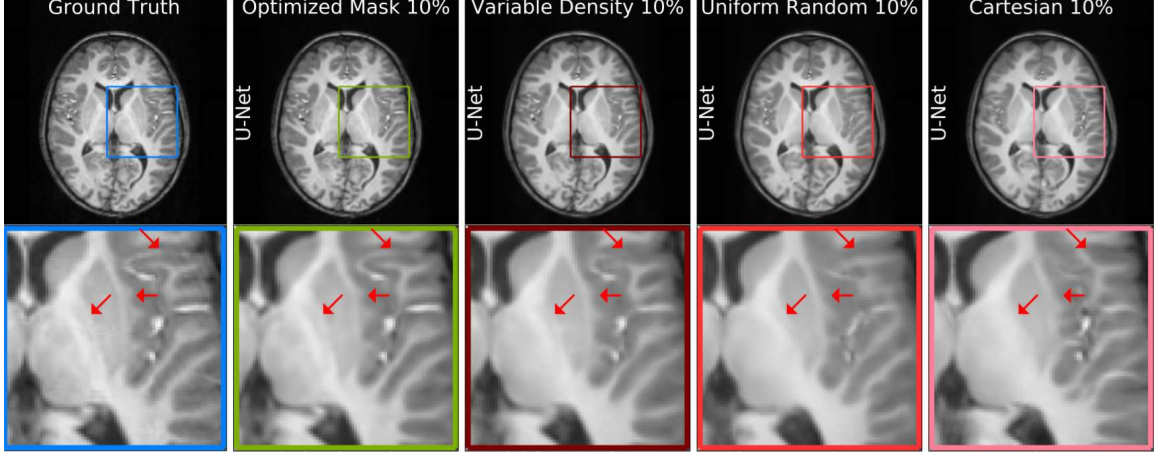 Ground Truth
Optimized Mask 10%
Variable Density 10%
Uniform Random 10%
Cartesian 10%
U-Net
U-Net
U-Net
U-Net